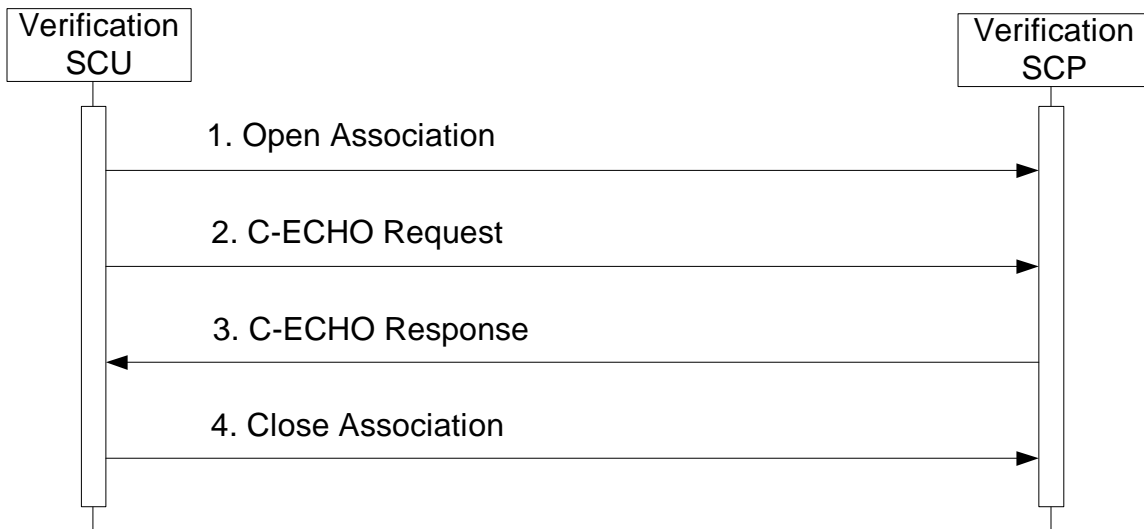 Verification
SCU
Verification
SCP
1. Open Association
2. C-ECHO Request
3. C-ECHO Response
4. Close Association